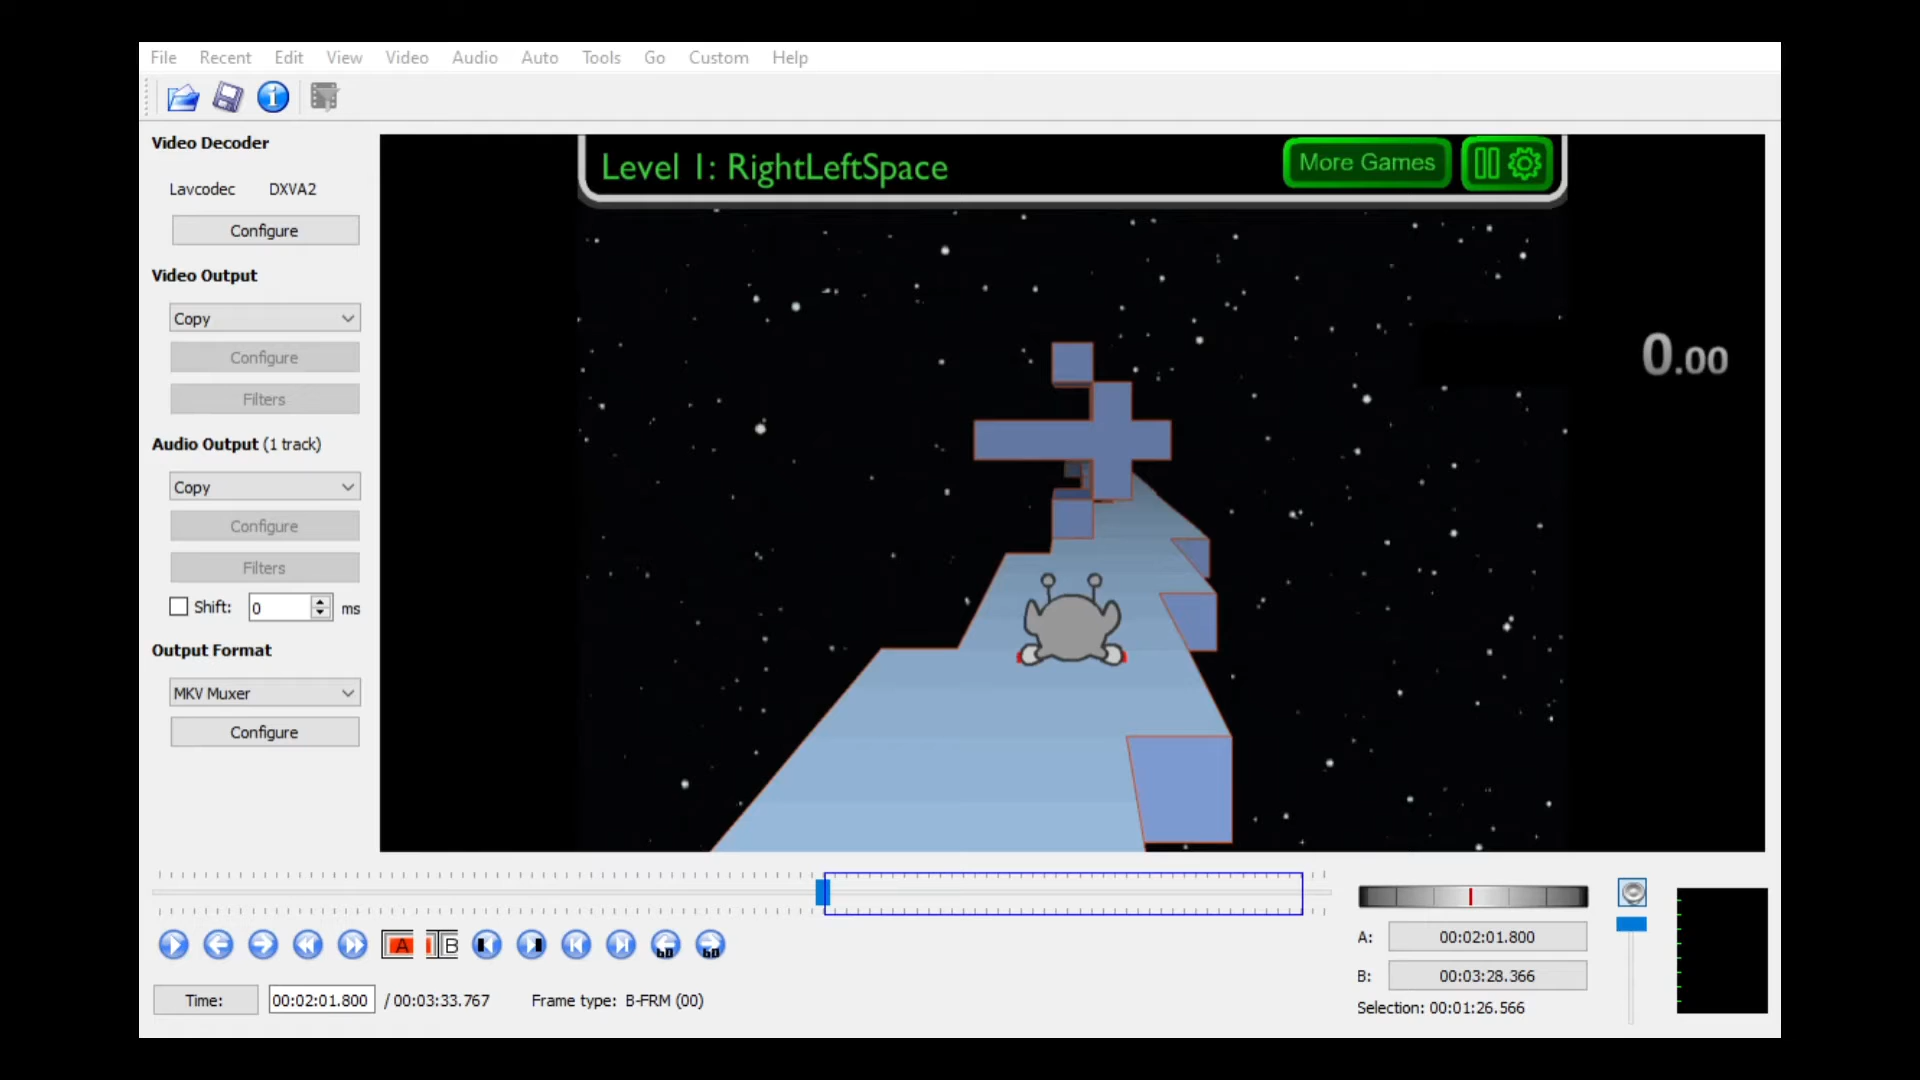 File Recent Edit View Video Audio Auto Tools Go Custom Help
Video Decoder
Lavcodec DXVA2
Configure
Video Output
Copy
Configure
Filters
Audio Output (1 track)
Copy
Configure
Filters
Shift: 0 ms
Output Format
MKV Muxer
Configure
Level 1: RightLeftSpace
More Games
0.00
A B
60 60
Time: 00:02:01.800 / 00:03:33.767 Frame type: B-FRM (00)
A: 00:02:01.800
B: 00:03:28.366
Selection: 00:01:26.566